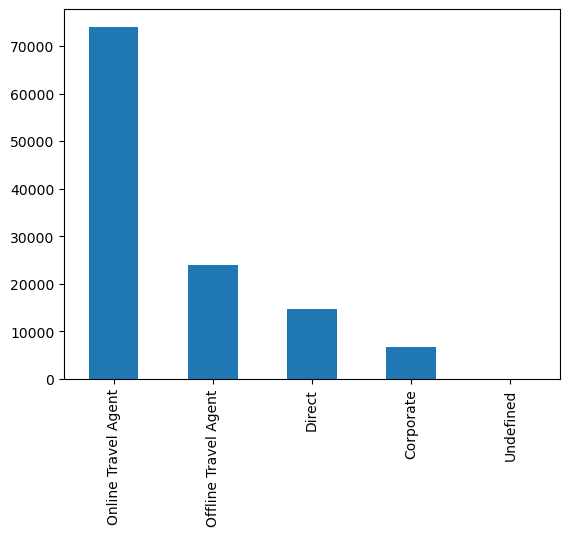 70000
60000
50000
40000
30000
20000
10000
0
Online Travel Agent
Offline Travel Agent
Direct
Corporate
Undefined